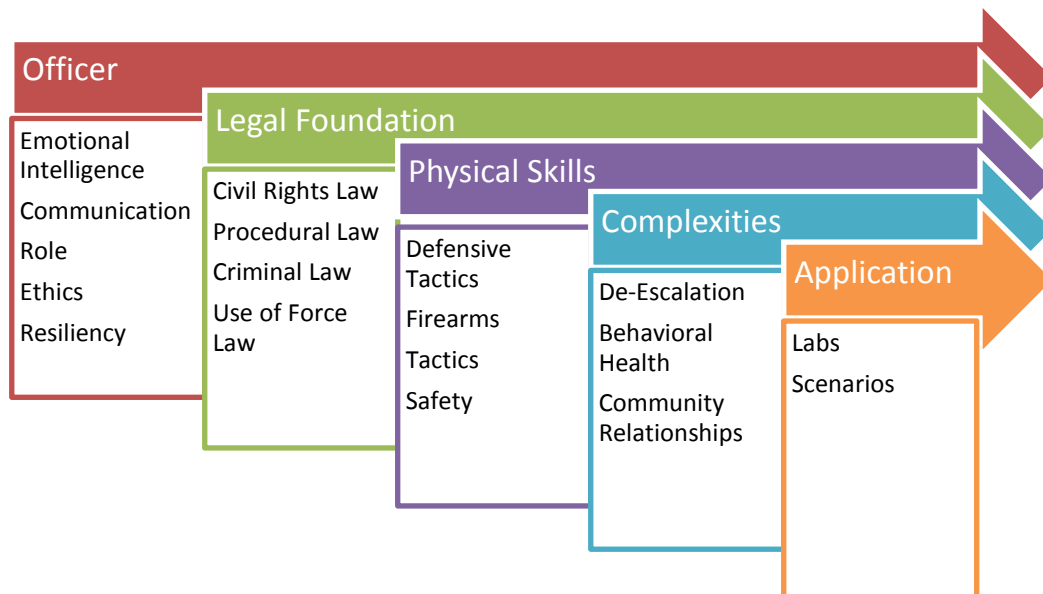 Officer
Emotional
Intelligence
Communication
Role
Ethics
Resiliency
Legal Foundation
Civil Rights Law
Procedural Law
Criminal Law
Use of Force
Law
Physical Skills
Defensive
Tactics
Firearms
Tactics
Safety
Complexities
De-Escalation
Behavioral
Health
Community
Relationships
Application
Labs
Scenarios